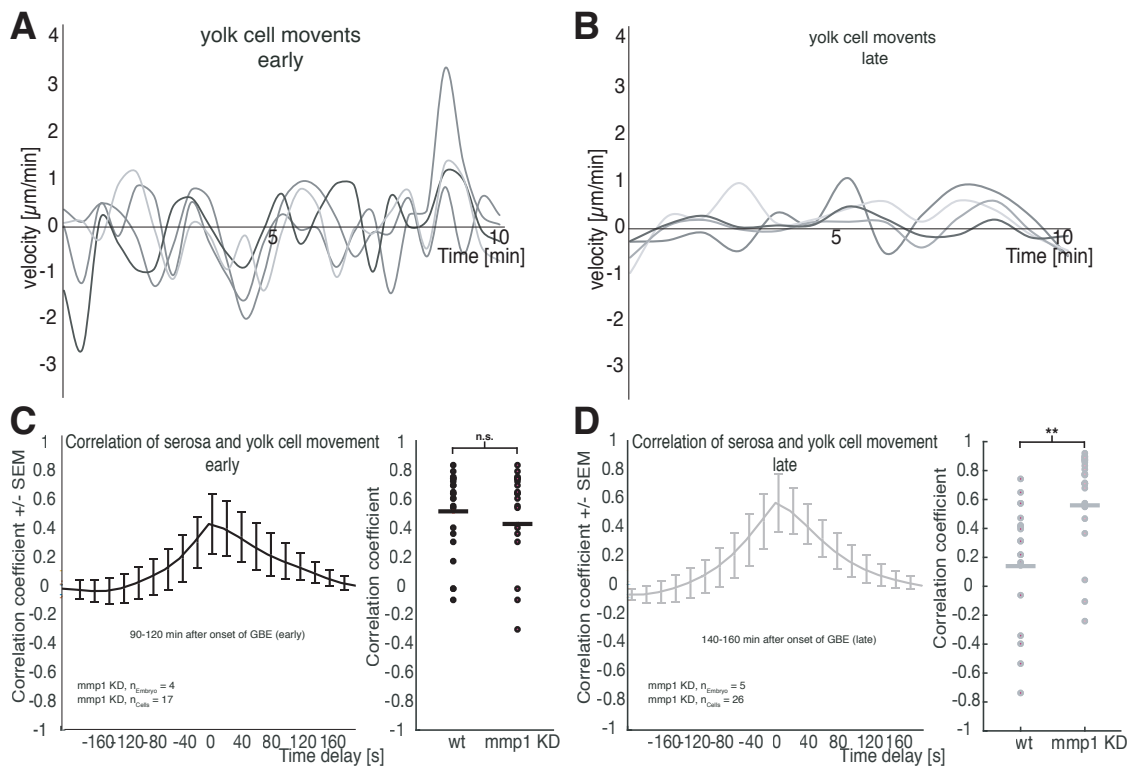 A
yolk cell movents
early
4
3
2
1
0
-1
-2
-3
velocity [µm/min]
5
10
Time [min]
B
yolk cell movents
late
4
3
2
1
0
-1
-2
-3
velocity [µm/min]
5
10
Time [min]
C
Correlation of serosa and yolk cell movement
early
Correlation coefficient +/- SEM
1
0.8
0.6
0.4
0.2
0
-0.2
-0.4
-0.6
-0.8
-1
90-120 min after onset of GBE (early)
mmp1 KD, nEmbryo = 4
mmp1 KD, nCells = 17
-160 -120 -80 -40 0 40 80 120 160
Time delay [s]
n.s.
Correlation coefficient
1
0.8
0.6
0.4
0.2
0
-0.2
-0.4
-0.6
-0.8
-1
wt mmp1 KD
D
Correlation of serosa and yolk cell movement
late
Correlation coefficient +/- SEM
1
0.8
0.6
0.4
0.2
0
-0.2
-0.4
-0.6
-0.8
-1
140-160 min after onset of GBE (late)
mmp1 KD, nEmbryo = 5
mmp1 KD, nCells = 26
-160 -120 -80 -40 0 40 80 120 160
Time delay [s]
**
Correlation coefficient
1
0.8
0.6
0.4
0.2
0
-0.2
-0.4
-0.6
-0.8
-1
wt mmp1 KD